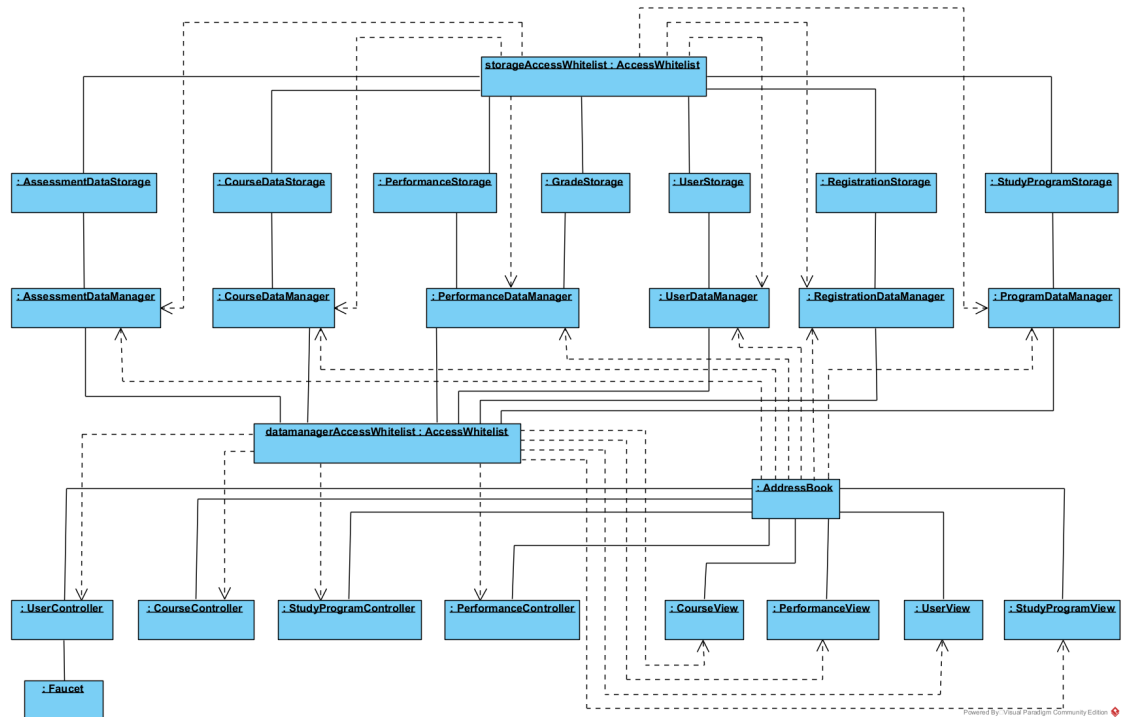 storageAccessWhitelist : AccessWhitelist
: AssessmentDataStorage
: CourseDataStorage
: PerformanceStorage
: GradeStorage
: UserStorage
: RegistrationStorage
: StudyProgramStorage
: AssessmentDataManager
: CourseDataManager
: PerformanceDataManager
: UserDataManager
: RegistrationDataManager
: ProgramDataManager
datamanagerAccessWhitelist : AccessWhitelist
: AddressBook
: UserController
: CourseController
: StudyProgramController
: PerformanceController
: CourseView
: PerformanceView
: UserView
: StudyProgramView
: Faucet
Powered By Visual Paradigm Community Edition